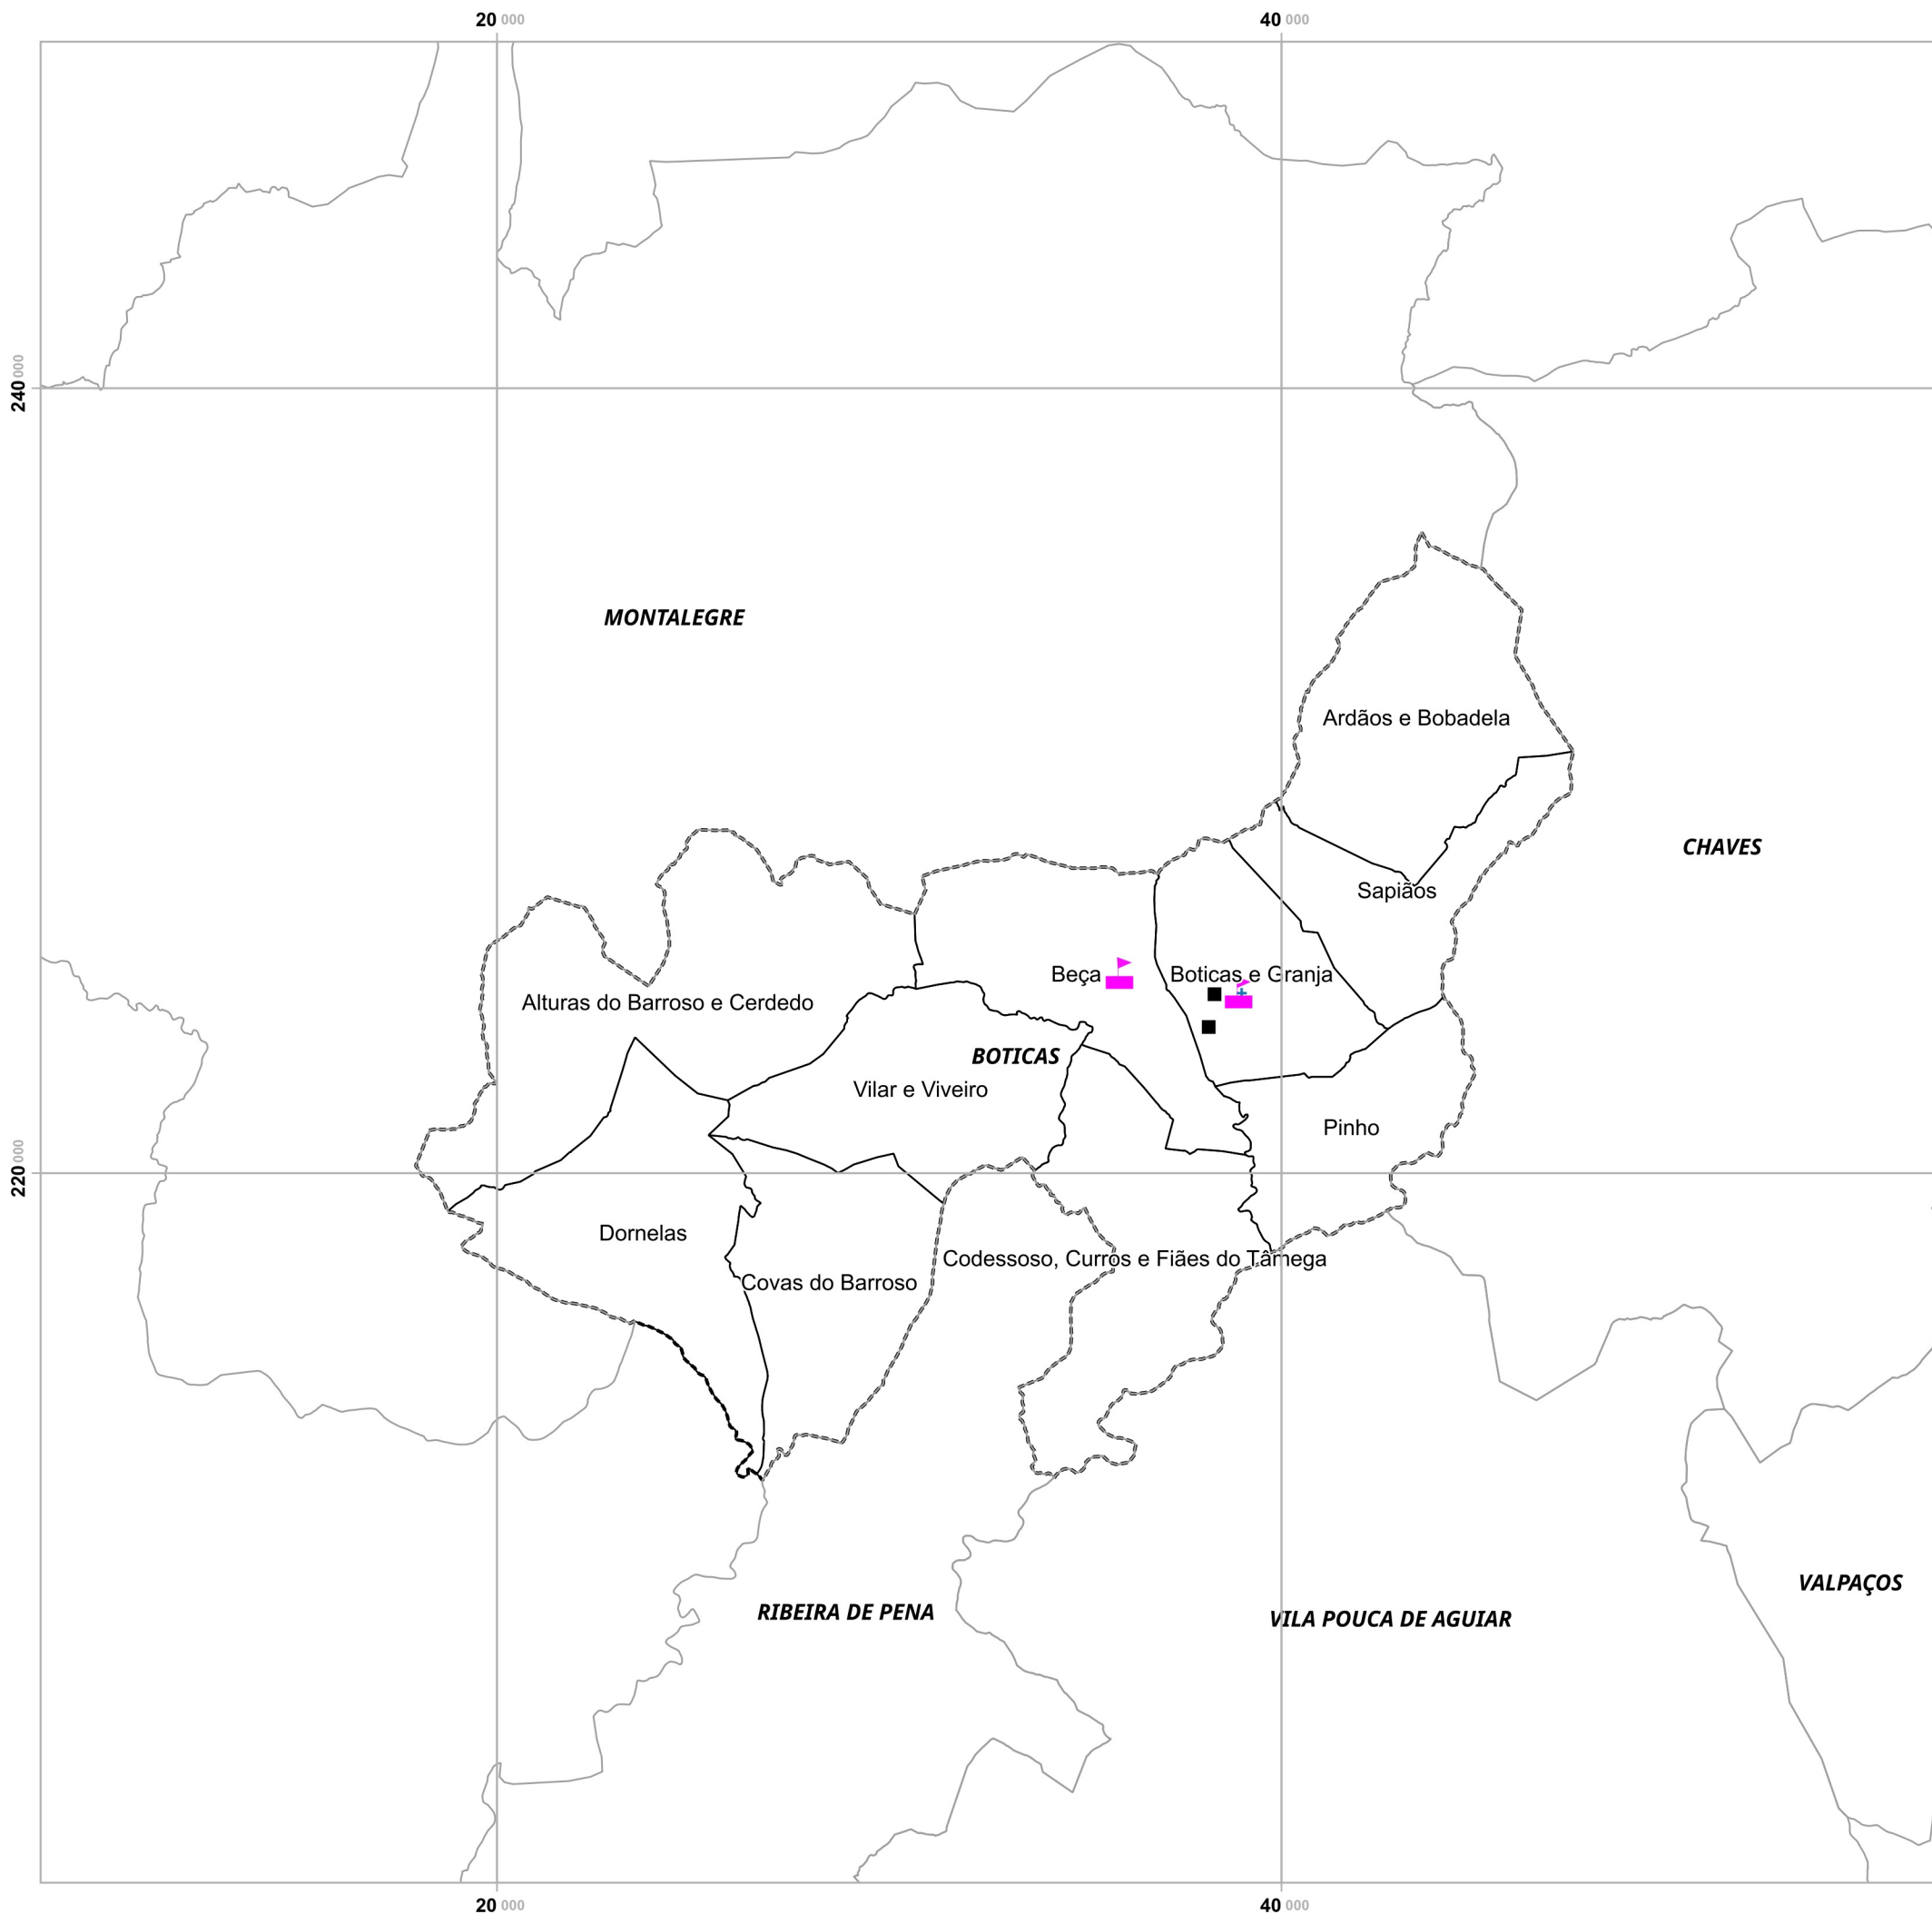 20 000
40 000
40 000
MONTALEGRE
Ardãos e Bobadela
CHAVES
Sapiãos
Beça
Boticas e Granja
Alturas do Barroso e Cerdedo
BOTICAS
Vilar e Viveiro
Pinho
20 000
Dornelas
Codessoso, Curros e Fiães do Tâmega
Covas do Barroso
VALPAÇOS
RIBEIRA DE PENA
VILA POUCA DE AGUIAR
20 000
40 000